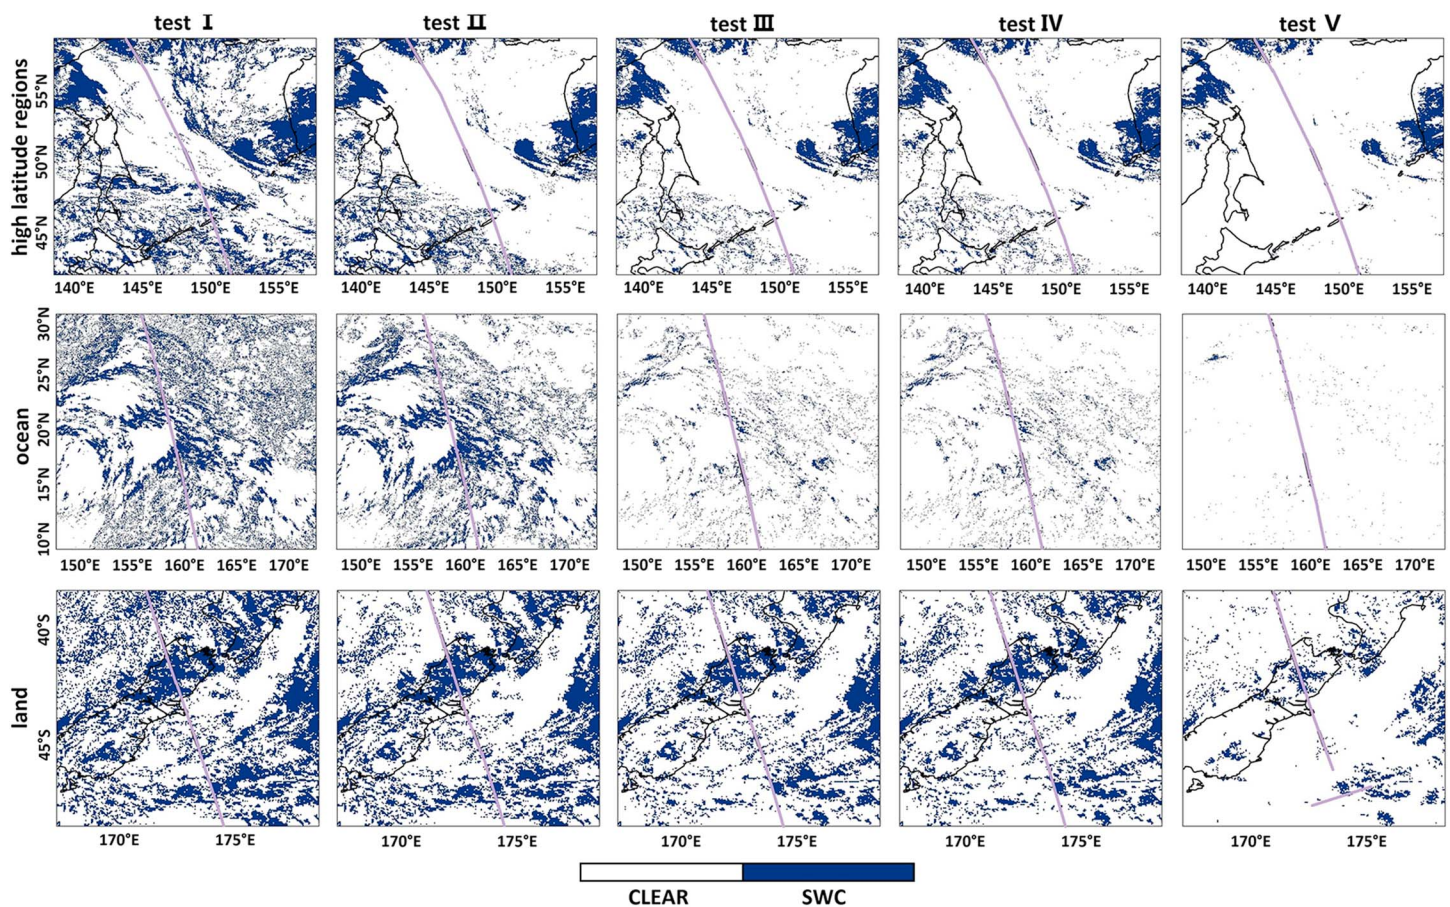 test Ⅰ test Ⅱ test Ⅲ test Ⅳ test Ⅴ
high latitude regions
55°N
50°N
45°N
140°E 145°E 150°E 155°E 140°E 145°E 150°E 155°E 140°E 145°E 150°E 155°E 140°E 145°E 150°E 155°E 140°E 145°E 150°E 155°E
ocean
30°N
25°N
20°N
15°N
10°N
150°E 155°E 160°E 165°E 170°E 150°E 155°E 160°E 165°E 170°E 150°E 155°E 160°E 165°E 170°E 150°E 155°E 160°E 165°E 170°E 150°E 155°E 160°E 165°E 170°E
land
40°S
45°S
170°E 175°E 170°E 175°E 170°E 175°E 170°E 175°E 170°E 175°E
CLEAR SWC